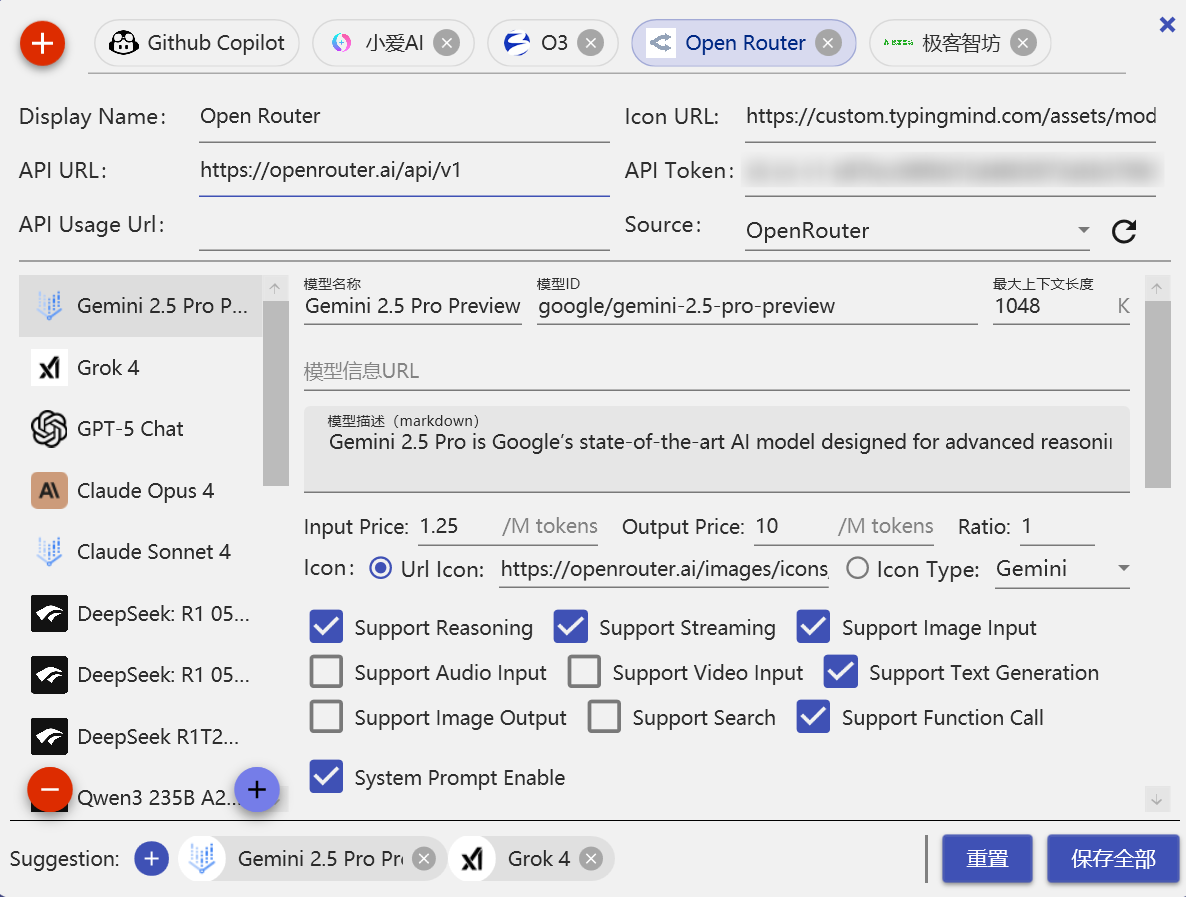 Github Copilot 小爱AI O3 Open Router 极客智坊
Display Name: Open Router Icon URL: https://custom.typingmind.com/assets/mod
API URL: https://openrouter.ai/api/v1 API Token:
API Usage Url: Source: OpenRouter
Gemini 2.5 Pro P...
Grok 4
GPT-5 Chat
Claude Opus 4
Claude Sonnet 4
DeepSeek: R1 05...
DeepSeek: R1 05...
DeepSeek R1T2...
Qwen3 235B A2...
模型名称 模型ID 最大上下文长度
Gemini 2.5 Pro Preview google/gemini-2.5-pro-preview 1048 K
模型信息URL
模型描述（markdown）
Gemini 2.5 Pro is Google's state-of-the-art AI model designed for advanced reasonin
Input Price: 1.25 /M tokens Output Price: 10 /M tokens Ratio: 1
Icon: Url Icon: https://openrouter.ai/images/icons, Icon Type: Gemini
Support Reasoning Support Streaming Support Image Input
Support Audio Input Support Video Input Support Text Generation
Support Image Output Support Search Support Function Call
System Prompt Enable
Suggestion: Gemini 2.5 Pro Pr Grok 4 重置 保存全部